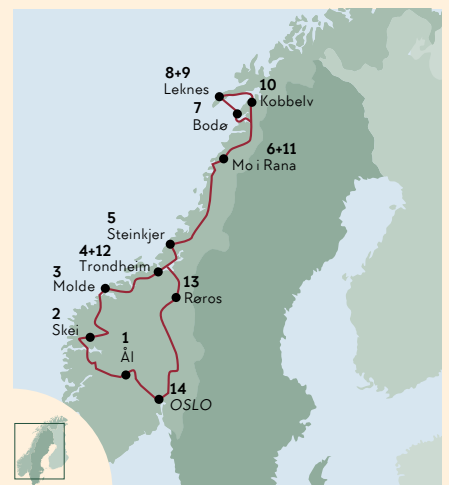 8+9
Leknes
10
Kobbelv
7
Bodø
6+11
Mo i Rana
5
Steinkjer
4+12
Trondheim
3
Molde
13
Røros
2
Skei
1
Ål
14
OSLO